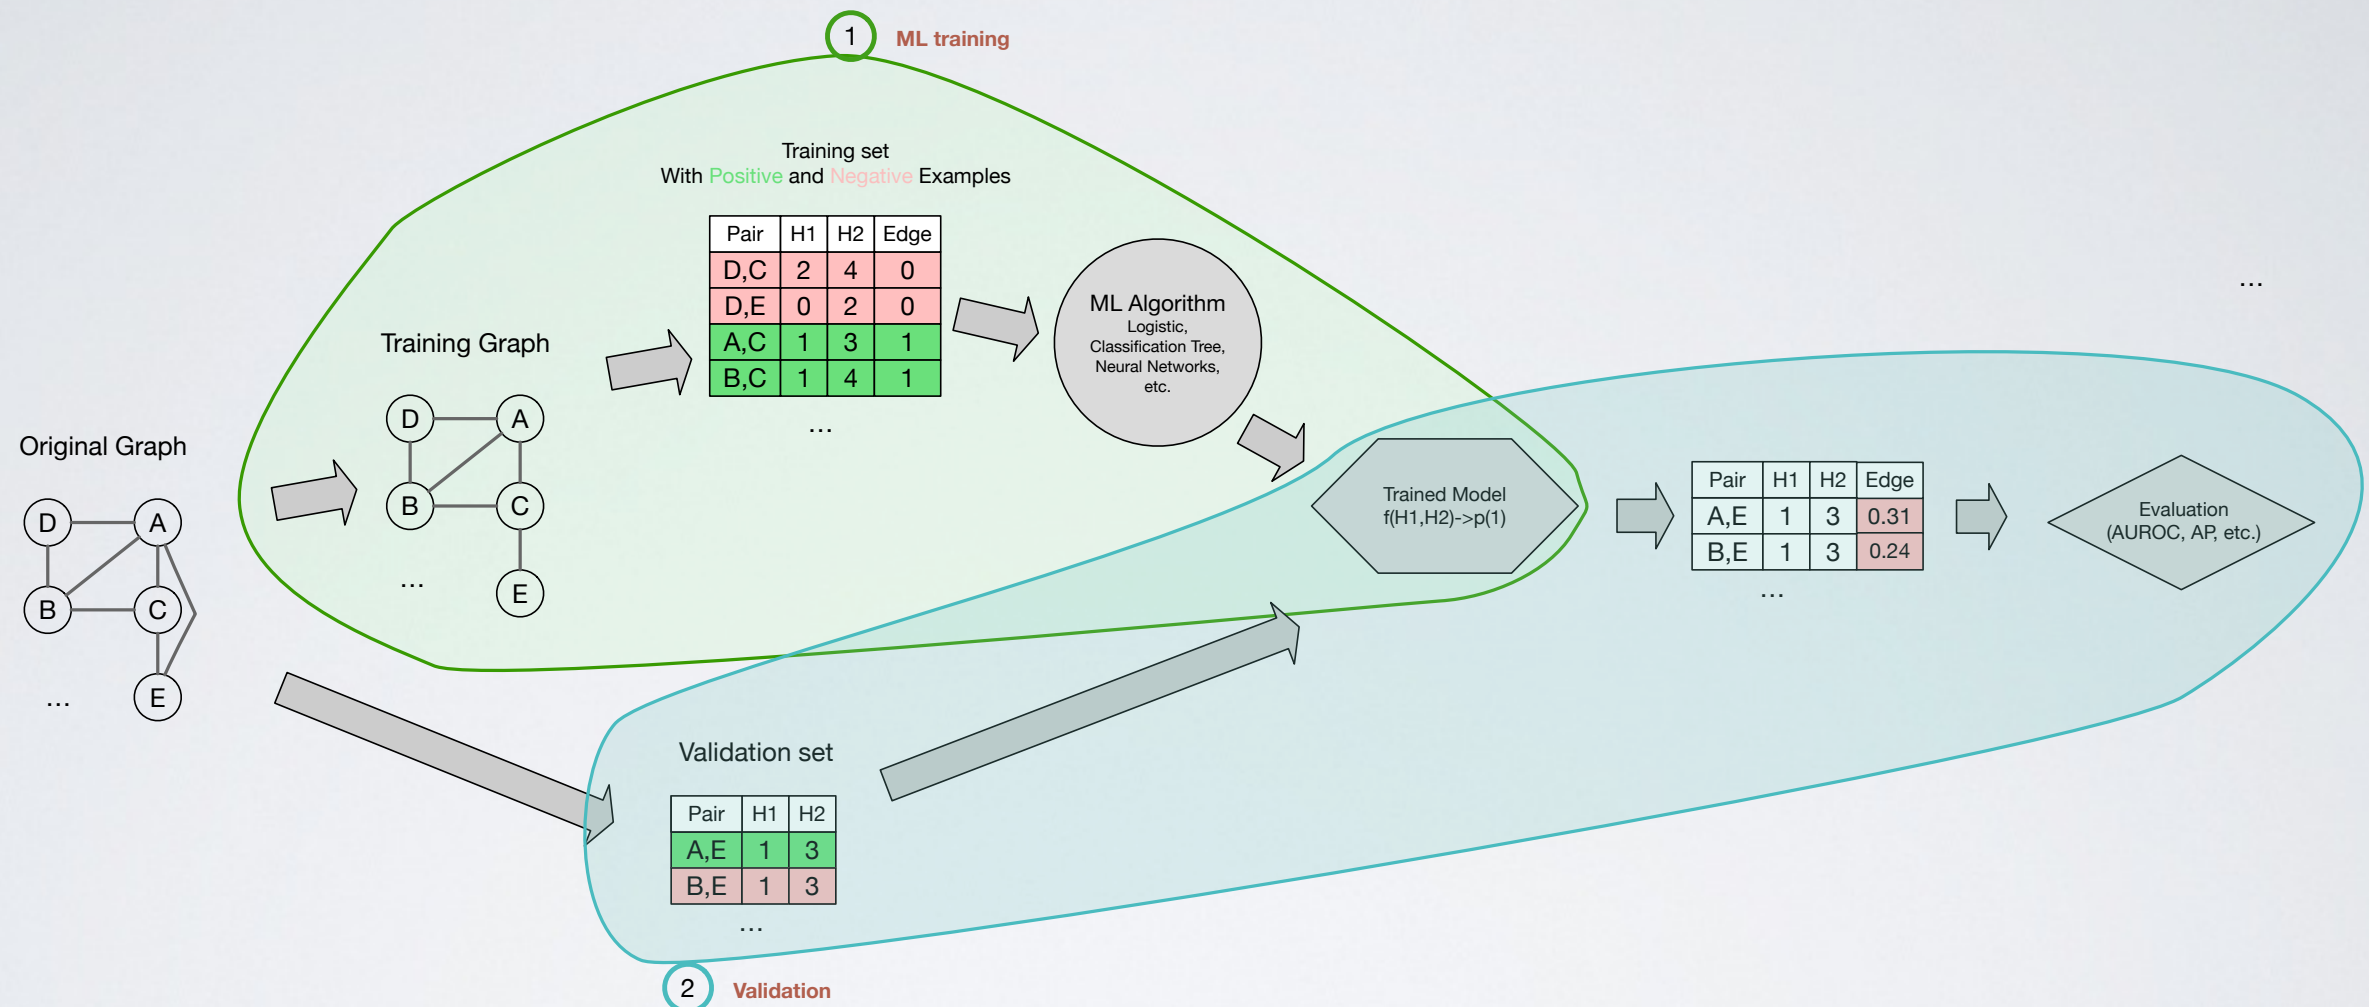 1
ML training
Training set
With Positive and Negative Examples
Pair H1 H2 Edge
D,C 2 4 0
D,E 0 2 0
A,C 1 3 1
B,C 1 4 1
...
ML Algorithm
Logistic,
Classification Tree,
Neural Networks,
etc.
...
Training Graph
D A
B C
... E
Original Graph
D A
B C
... E
Trained Model
f(H1,H2)->p(1)
Pair H1 H2 Edge
A,E 1 3 0.31
B,E 1 3 0.24
...
Evaluation
(AUROC, AP, etc.)
Validation set
Pair H1 H2
A,E 1 3
B,E 1 3
...
2
Validation